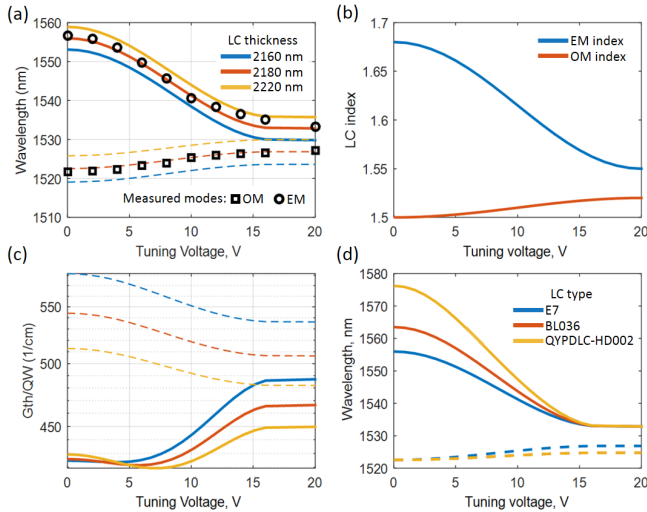 (a)
1560
1550
1540
1530
1520
1510
Wavelength (nm)
LC thickness
2160 nm
2180 nm
2220 nm
Measured modes: OM EM
0 5 10 15 20
Tuning Voltage, V
(b)
1.7
1.65
1.6
1.55
1.5
LC index
EM index
OM index
0 5 10 15 20
Tuning voltage, V
(c)
550
500
450
Gth/QW (1/cm)
0 5 10 15 20
Tuning Voltage, V
(d)
1580
1570
1560
1550
1540
1530
1520
Wavelength, nm
LC type
E7
BL036
QYPDLC-HD002
0 5 10 15 20
Tuning voltage, V